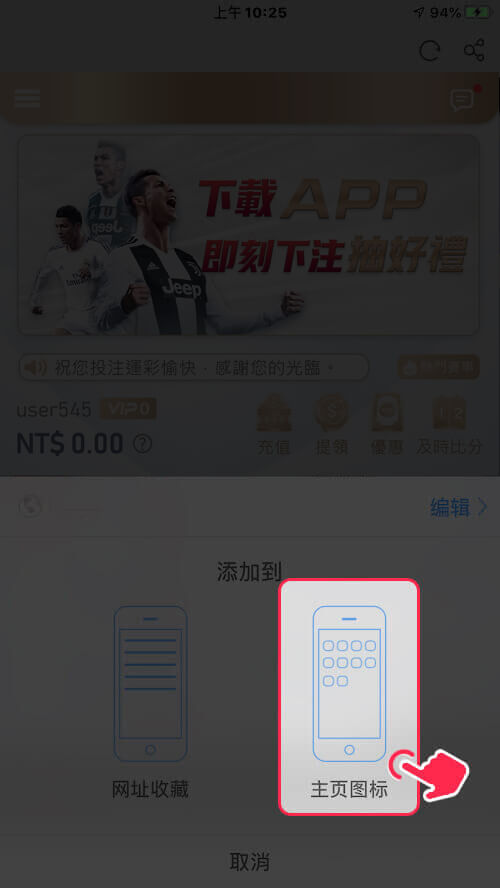 上午10:25
94%
下載APP
即刻下注抽好禮
Jeep
Jeep
祝您投注運彩愉快．感謝您的光臨。
熱門賽事
user545 VIP 0
NT$ 0.00 ?
充值 提領 優惠 及時比分
编辑
添加到
网址收藏 主页图标
取消